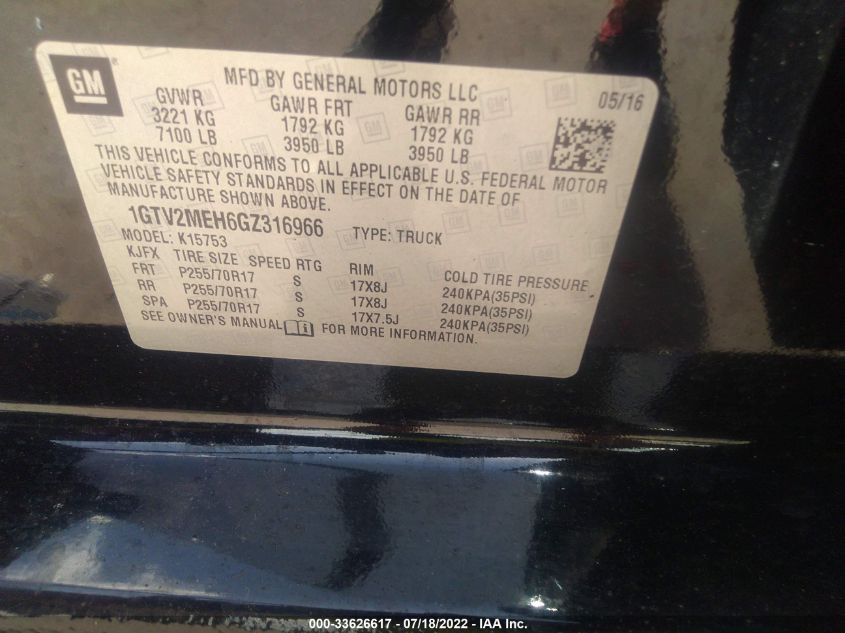 GM
MFD BY GENERAL MOTORS LLC
05/16
GVWR GAWR FRT GAWR RR
3221 KG 1792 KG 1792 KG
7100 LB 3950 LB 3950 LB
THIS VEHICLE CONFORMS TO ALL APPLICABLE U.S. FEDERAL MOTOR
VEHICLE SAFETY STANDARDS IN EFFECT ON THE DATE OF
MANUFACTURE SHOWN ABOVE.
1GTV2MEH6GZ316966 TYPE: TRUCK
MODEL: K15753
KJFX TIRE SIZE SPEED RTG RIM COLD TIRE PRESSURE
FRT P255/70R17 S 17X8J 240KPA(35PSI)
RR P255/70R17 S 17X8J 240KPA(35PSI)
SPA P255/70R17 S 17X7.5J 240KPA(35PSI)
SEE OWNER'S MANUAL FOR MORE INFORMATION.
000-33626617 - 07/18/2022 - IAA Inc.